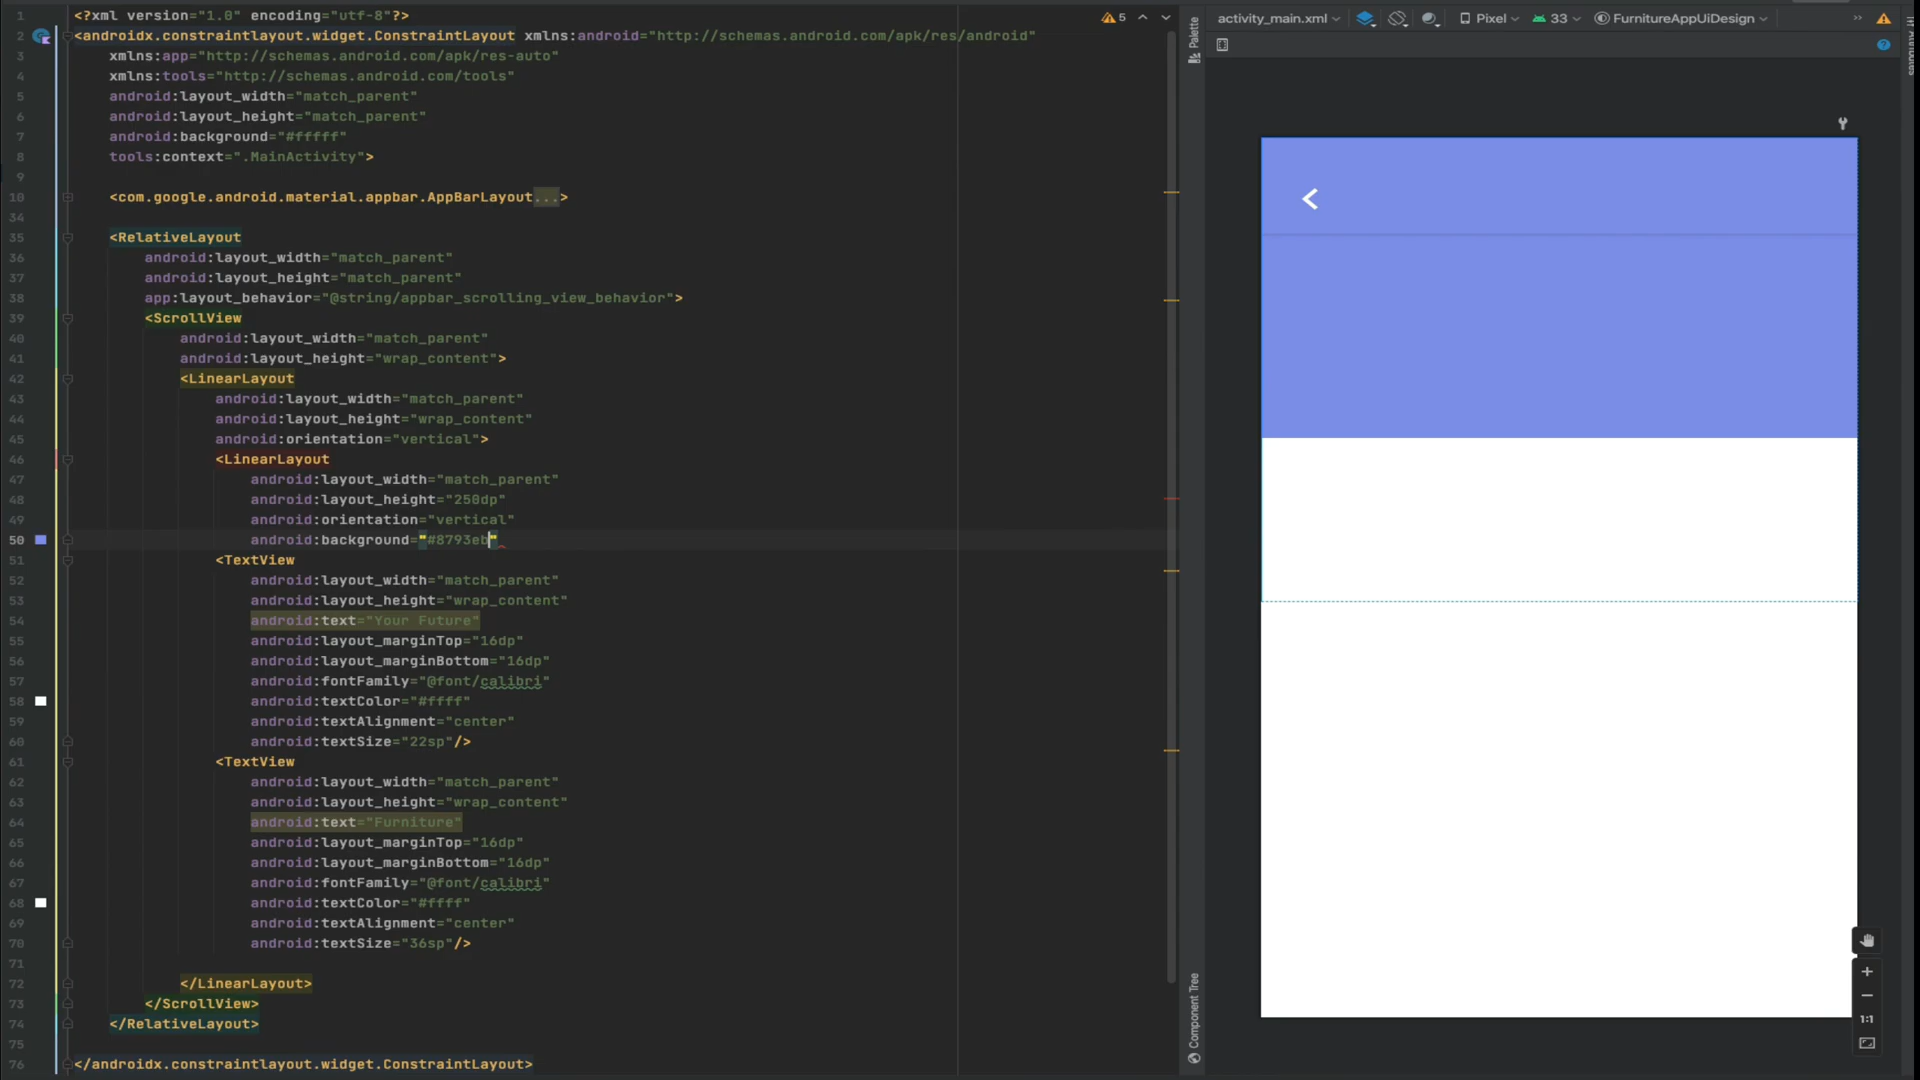 1 <?xml version="1.0" encoding="utf-8"?>
2 <androidx.constraintlayout.widget.ConstraintLayout xmlns:android="http://schemas.android.com/apk/res/android"
3 xmlns:app="http://schemas.android.com/apk/res-auto"
4 xmlns:tools="http://schemas.android.com/tools"
5 android:layout_width="match_parent"
6 android:layout_height="match_parent"
7 android:background="#fffff"
8 tools:context=".MainActivity">
9
10 <com.google.android.material.appbar.AppBarLayout...>
34
35 <RelativeLayout
36 android:layout_width="match_parent"
37 android:layout_height="match_parent"
38 app:layout_behavior="@string/appbar_scrolling_view_behavior">
39 <ScrollView
40 android:layout_width="match_parent"
41 android:layout_height="wrap_content">
42 <LinearLayout
43 android:layout_width="match_parent"
44 android:layout_height="wrap_content"
45 android:orientation="vertical">
46 <LinearLayout
47 android:layout_width="match_parent"
48 android:layout_height="250dp"
49 android:orientation="vertical"
50 android:background="#8793eb"
51 <TextView
52 android:layout_width="match_parent"
53 android:layout_height="wrap_content"
54 android:text="Your Future"
55 android:layout_marginTop="16dp"
56 android:layout_marginBottom="16dp"
57 android:fontFamily="@font/calibri"
58 android:textColor="#ffff"
59 android:textAlignment="center"
60 android:textSize="22sp"/>
61 <TextView
62 android:layout_width="match_parent"
63 android:layout_height="wrap_content"
64 android:text="Furniture"
65 android:layout_marginTop="16dp"
66 android:layout_marginBottom="16dp"
67 android:fontFamily="@font/calibri"
68 android:textColor="#ffff"
69 android:textAlignment="center"
70 android:textSize="36sp"/>
71
72 </LinearLayout>
73 </ScrollView>
74 </RelativeLayout>
75
76 </androidx.constraintlayout.widget.ConstraintLayout>
5
Palette
Component Tree
activity_main.xml Pixel 33 FurnitureAppUiDesign
1:1